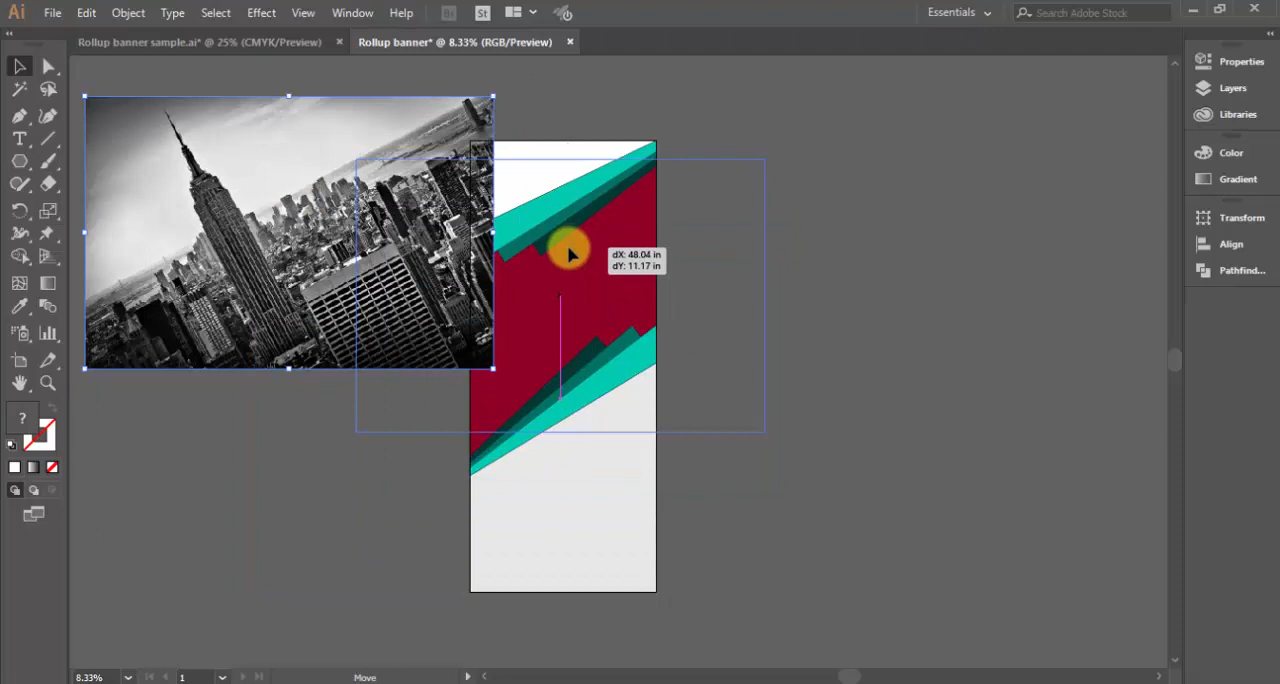 Ai File Edit Object Type Select Effect View Window Help Br St Essentials Search Adobe Stock
Rollup banner sample.ai* @ 25% (CMYK/Preview) × Rollup banner* @ 8.33% (RGB/Preview) ×
Properties
Layers
Libraries
Color
Gradient
Transform
Align
Pathfind...
T
dX: 48.04 in
dY: 11.17 in
?
8.33% 1 Move